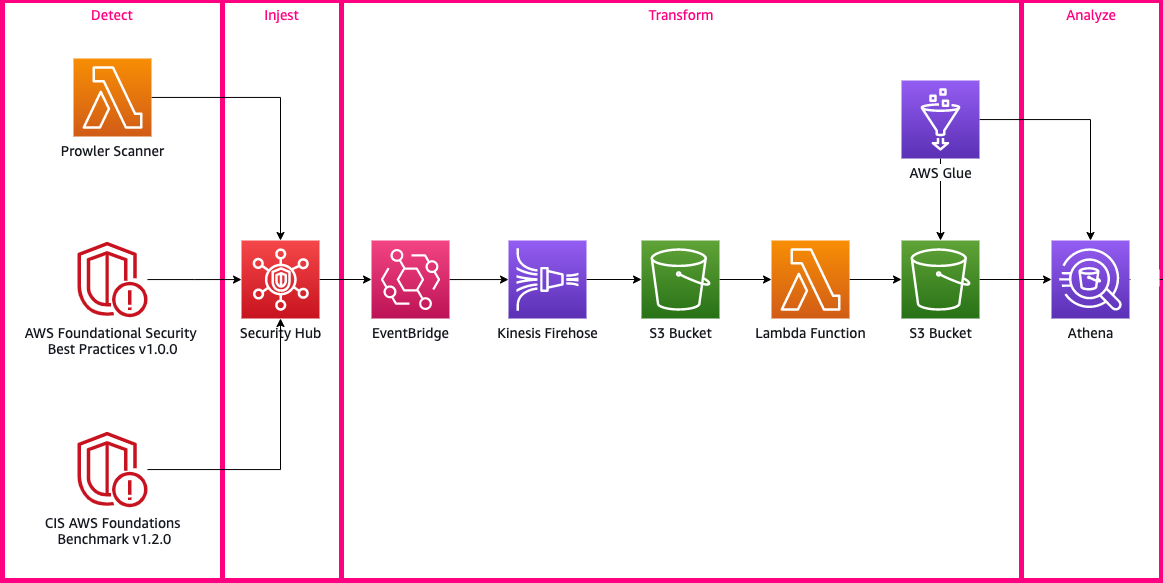 Detect
Injest
Transform
Analyze
Prowler Scanner
AWS Glue
AWS Foundational Security
Best Practices v1.0.0
Security Hub
EventBridge
Kinesis Firehose
S3 Bucket
Lambda Function
S3 Bucket
Athena
CIS AWS Foundations
Benchmark v1.2.0